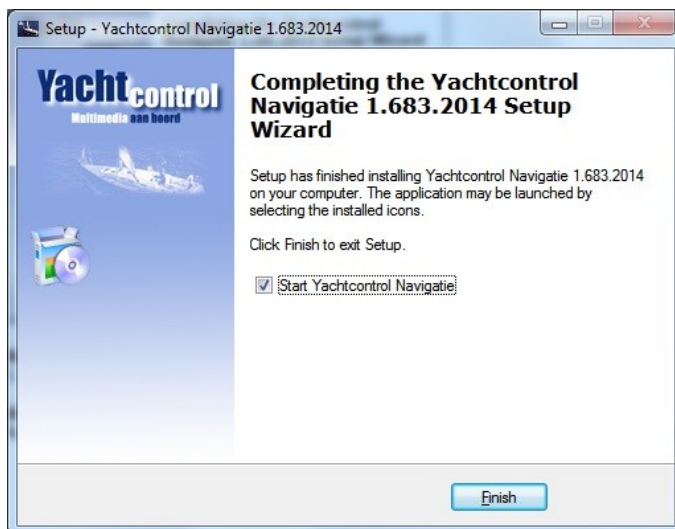 Setup - Yachtcontrol Navigatie 1.683.2014
Yachtcontrol
Multimedia aan boord
Completing the Yachtcontrol
Navigatie 1.683.2014 Setup
Wizard
Setup has finished installing Yachtcontrol Navigatie 1.683.2014
on your computer. The application may be launched by
selecting the installed icons.
Click Finish to exit Setup.
Start Yachtcontrol Navigatie
Finish